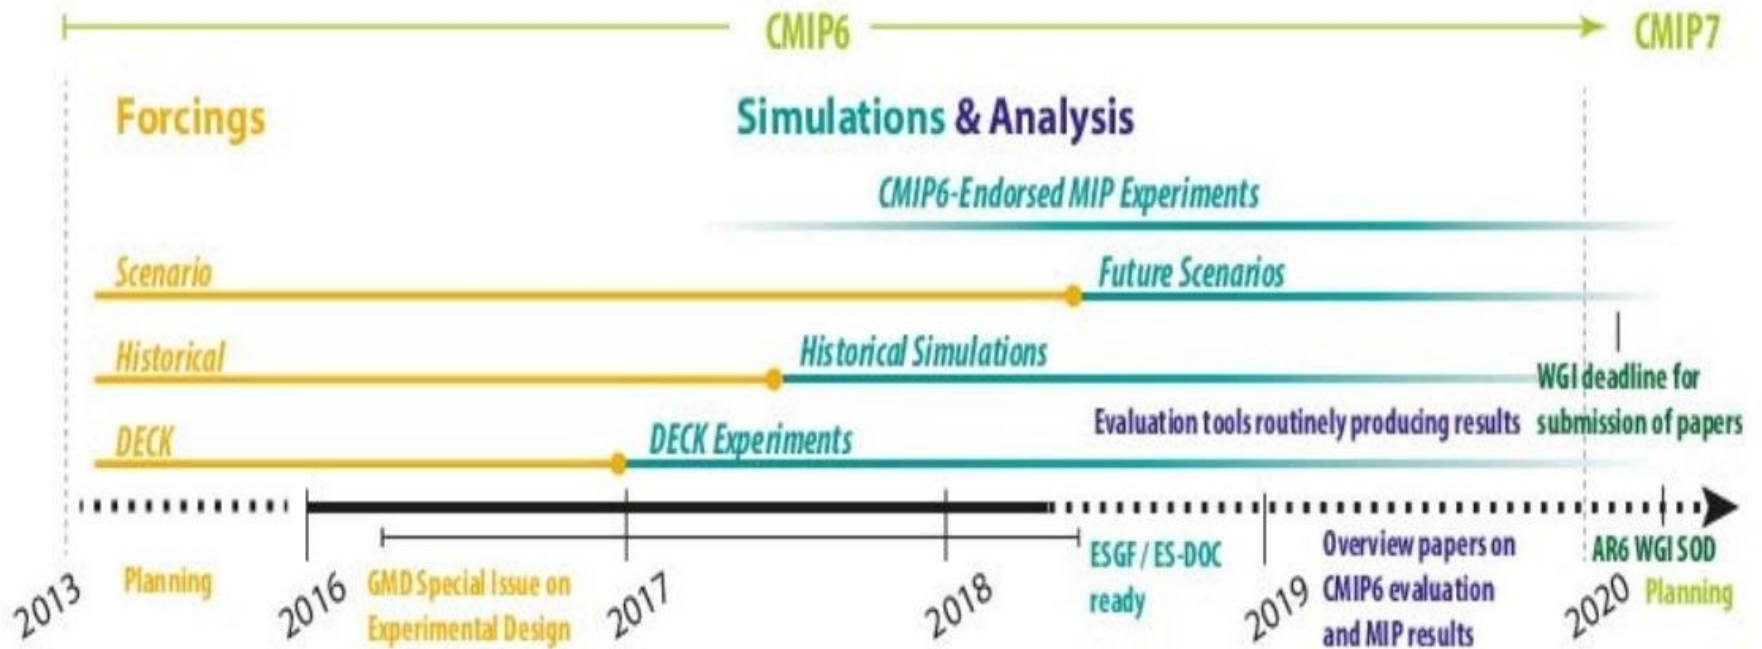 CMIP6
CMIP7
Forcings
Simulations & Analysis
CMIP6-Endorsed MIP Experiments
Scenario
Future Scenarios
Historical
Historical Simulations
WGI deadline for
submission of papers
Evaluation tools routinely producing results
DECK
DECK Experiments
2013
Planning
2016
GMD Special Issue on
Experimental Design
2017
2018
ESGF / ES-DOC
ready
2019
Overview papers on
CMIP6 evaluation
and MIP results
2020
AR6 WGI SOD
Planning